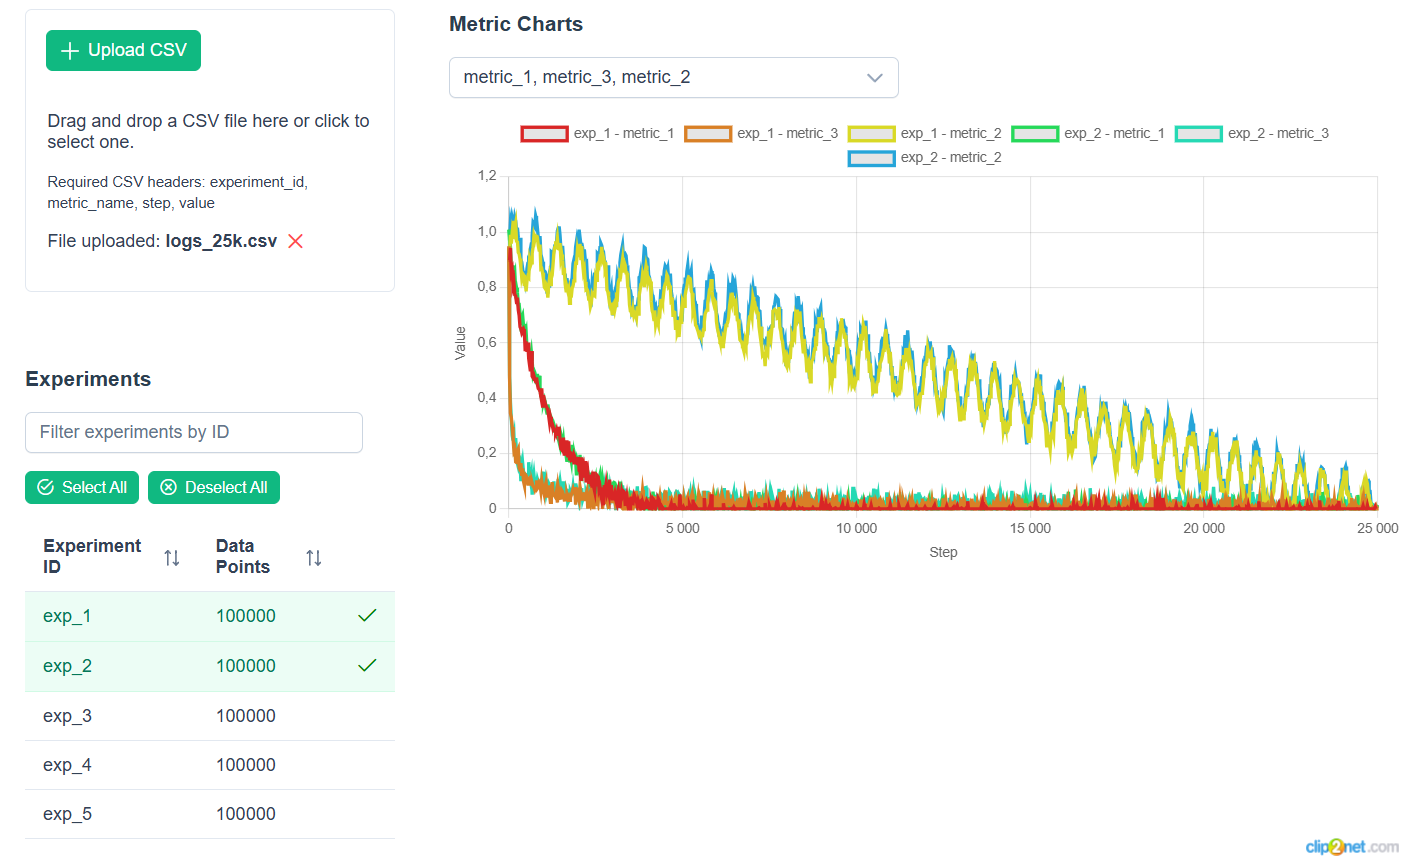 Upload CSV
Drag and drop a CSV file here or click to
select one.
Required CSV headers: experiment_id,
metric_name, step, value
File uploaded: logs_25k.csv
Experiments
Filter experiments by ID
Select All
Deselect All
Experiment
ID
Data
Points
exp_1 100000
exp_2 100000
exp_3 100000
exp_4 100000
exp_5 100000
Metric Charts
metric_1, metric_3, metric_2
exp_1 - metric_1 exp_1 - metric_3 exp_1 - metric_2 exp_2 - metric_1 exp_2 - metric_3
exp_2 - metric_2
1,2
1,0
0,8
0,6
0,4
0,2
0
Value
0 5 000 10 000 15 000 20 000 25 000
Step
clip2net.com